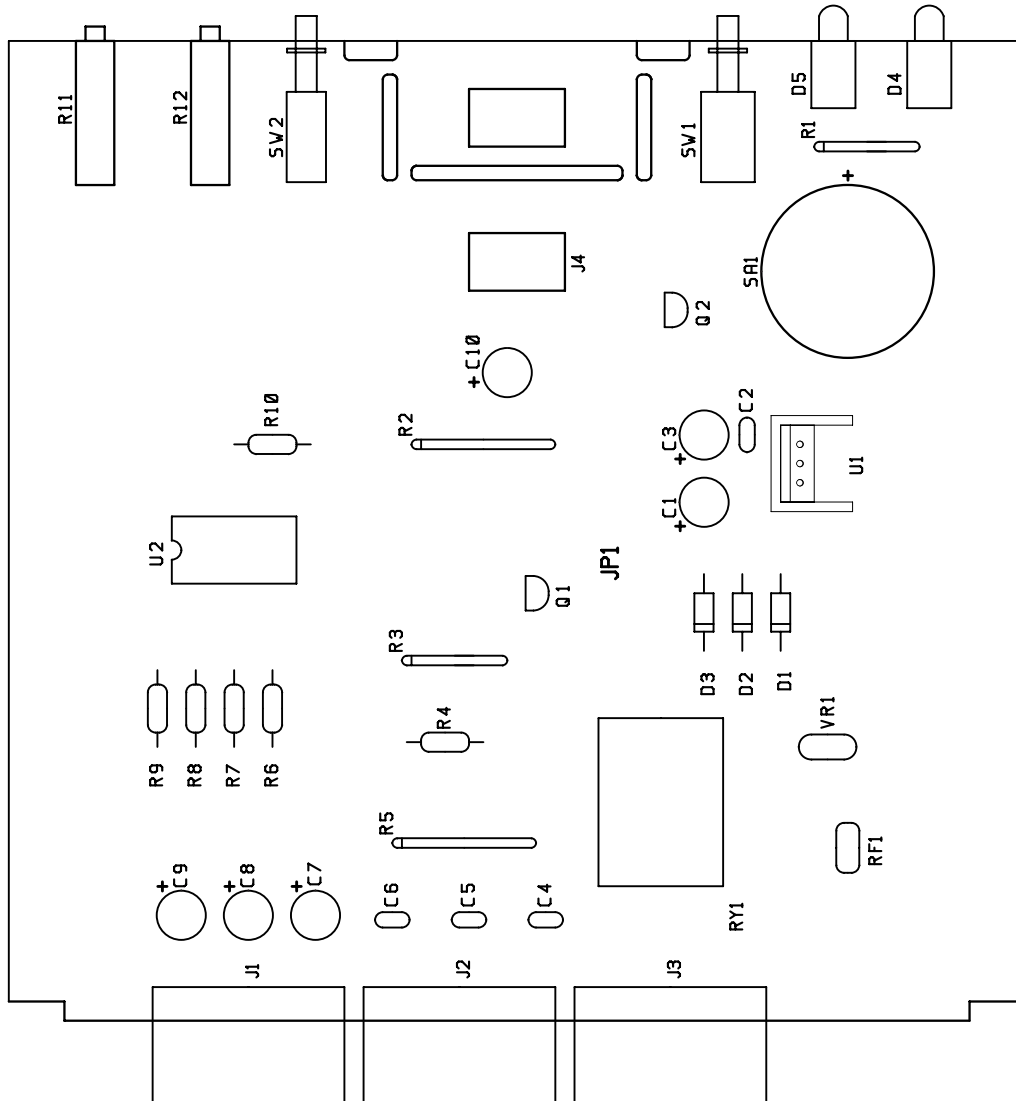 R11
R12
SW2
SW1
D5
D4
R1
+
SA1
J4
Q2
+
C10
R10
R2
C3
+
C2
C1
+
U1
U2
JP1
Q1
R3
D3
D2
D1
R4
VR1
R9
R8
R7
R6
R5
RF1
+
C9
+
C8
+
C7
C6
C5
C4
RY1
J1
J2
J3